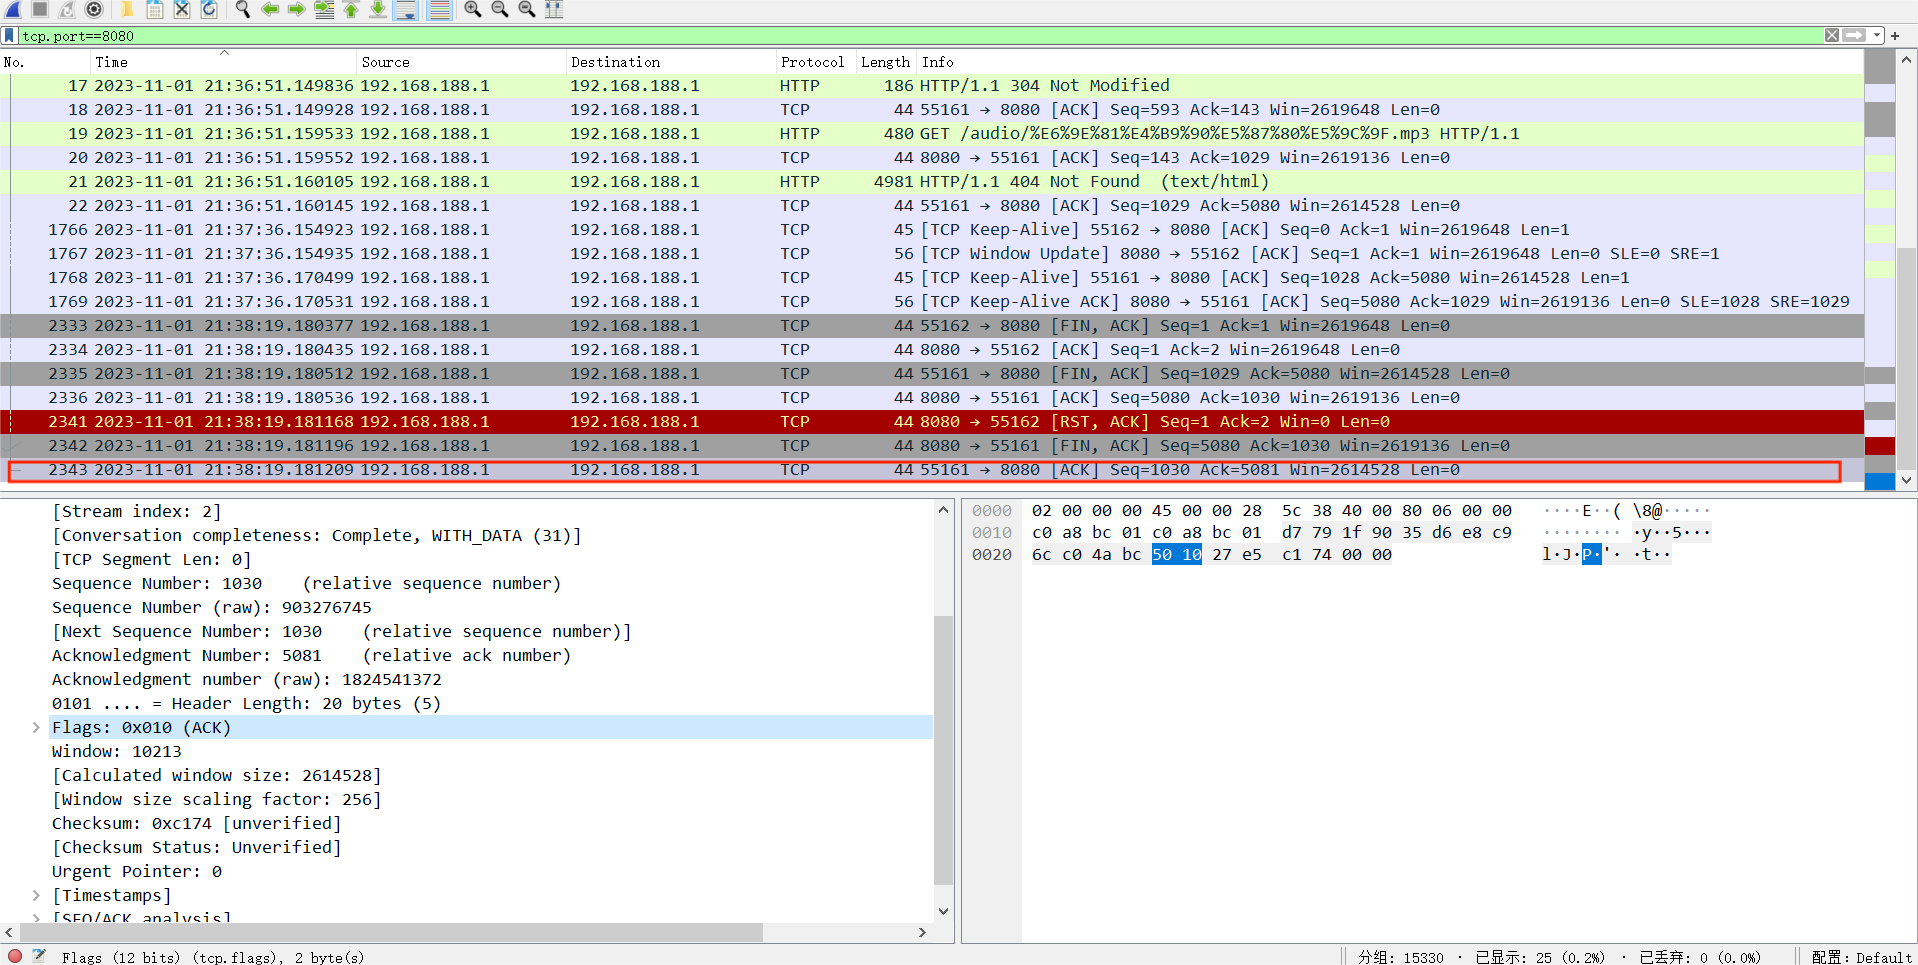 tcp.port==8080
No. Time Source Destination Protocol Length Info
17 2023-11-01 21:36:51.149836 192.168.188.1 192.168.188.1 HTTP 186 HTTP/1.1 304 Not Modified
18 2023-11-01 21:36:51.149928 192.168.188.1 192.168.188.1 TCP 44 55161 → 8080 [ACK] Seq=593 Ack=143 Win=2619648 Len=0
19 2023-11-01 21:36:51.159533 192.168.188.1 192.168.188.1 HTTP 480 GET /audio/%E6%9E%81%E4%B9%90%E5%87%80%E5%9C%9F.mp3 HTTP/1.1
20 2023-11-01 21:36:51.159552 192.168.188.1 192.168.188.1 TCP 44 8080 → 55161 [ACK] Seq=143 Ack=1029 Win=2619136 Len=0
21 2023-11-01 21:36:51.160105 192.168.188.1 192.168.188.1 HTTP 4981 HTTP/1.1 404 Not Found (text/html)
22 2023-11-01 21:36:51.160145 192.168.188.1 192.168.188.1 TCP 44 55161 → 8080 [ACK] Seq=1029 Ack=5080 Win=2614528 Len=0
1766 2023-11-01 21:37:36.154923 192.168.188.1 192.168.188.1 TCP 45 [TCP Keep-Alive] 55162 → 8080 [ACK] Seq=0 Ack=1 Win=2619648 Len=1
1767 2023-11-01 21:37:36.154935 192.168.188.1 192.168.188.1 TCP 56 [TCP Window Update] 8080 → 55162 [ACK] Seq=1 Ack=1 Win=2619648 Len=0 SLE=0 SRE=1
1768 2023-11-01 21:37:36.170499 192.168.188.1 192.168.188.1 TCP 45 [TCP Keep-Alive] 55161 → 8080 [ACK] Seq=1028 Ack=5080 Win=2614528 Len=1
1769 2023-11-01 21:37:36.170531 192.168.188.1 192.168.188.1 TCP 56 [TCP Keep-Alive ACK] 8080 → 55161 [ACK] Seq=5080 Ack=1029 Win=2619136 Len=0 SLE=1028 SRE=1029
2333 2023-11-01 21:38:19.180377 192.168.188.1 192.168.188.1 TCP 44 55162 → 8080 [FIN, ACK] Seq=1 Ack=1 Win=2619648 Len=0
2334 2023-11-01 21:38:19.180435 192.168.188.1 192.168.188.1 TCP 44 8080 → 55162 [ACK] Seq=1 Ack=2 Win=2619648 Len=0
2335 2023-11-01 21:38:19.180512 192.168.188.1 192.168.188.1 TCP 44 55161 → 8080 [FIN, ACK] Seq=1029 Ack=5080 Win=2614528 Len=0
2336 2023-11-01 21:38:19.180536 192.168.188.1 192.168.188.1 TCP 44 8080 → 55161 [ACK] Seq=5080 Ack=1030 Win=2619136 Len=0
2341 2023-11-01 21:38:19.181168 192.168.188.1 192.168.188.1 TCP 44 8080 → 55162 [RST, ACK] Seq=1 Ack=2 Win=0 Len=0
2342 2023-11-01 21:38:19.181196 192.168.188.1 192.168.188.1 TCP 44 8080 → 55161 [FIN, ACK] Seq=5080 Ack=1030 Win=2619136 Len=0
2343 2023-11-01 21:38:19.181209 192.168.188.1 192.168.188.1 TCP 44 55161 → 8080 [ACK] Seq=1030 Ack=5081 Win=2614528 Len=0
[Stream index: 2]
[Conversation completeness: Complete, WITH_DATA (31)]
[TCP Segment Len: 0]
Sequence Number: 1030 (relative sequence number)
Sequence Number (raw): 903276745
[Next Sequence Number: 1030 (relative sequence number)]
Acknowledgment Number: 5081 (relative ack number)
Acknowledgment number (raw): 1824541372
0101 .... = Header Length: 20 bytes (5)
Flags: 0x010 (ACK)
Window: 10213
[Calculated window size: 2614528]
[Window size scaling factor: 256]
Checksum: 0xc174 [unverified]
[Checksum Status: Unverified]
Urgent Pointer: 0
[Timestamps]
[SEQ/ACK analysis]
0000 02 00 00 00 45 00 00 28 5c 38 40 00 80 06 00 00 ····E··( \8@·····
0010 c0 a8 bc 01 c0 a8 bc 01 d7 79 1f 90 35 d6 e8 c9 ········ ·y··5···
0020 6c c0 4a bc 50 10 27 e5 c1 74 00 00 l·J·P·'· ·t··
Flags (12 bits) (tcp.flags), 2 byte(s)
分组: 15330 · 已显示: 25 (0.2%) · 已丢弃: 0 (0.0%)
配置: Default